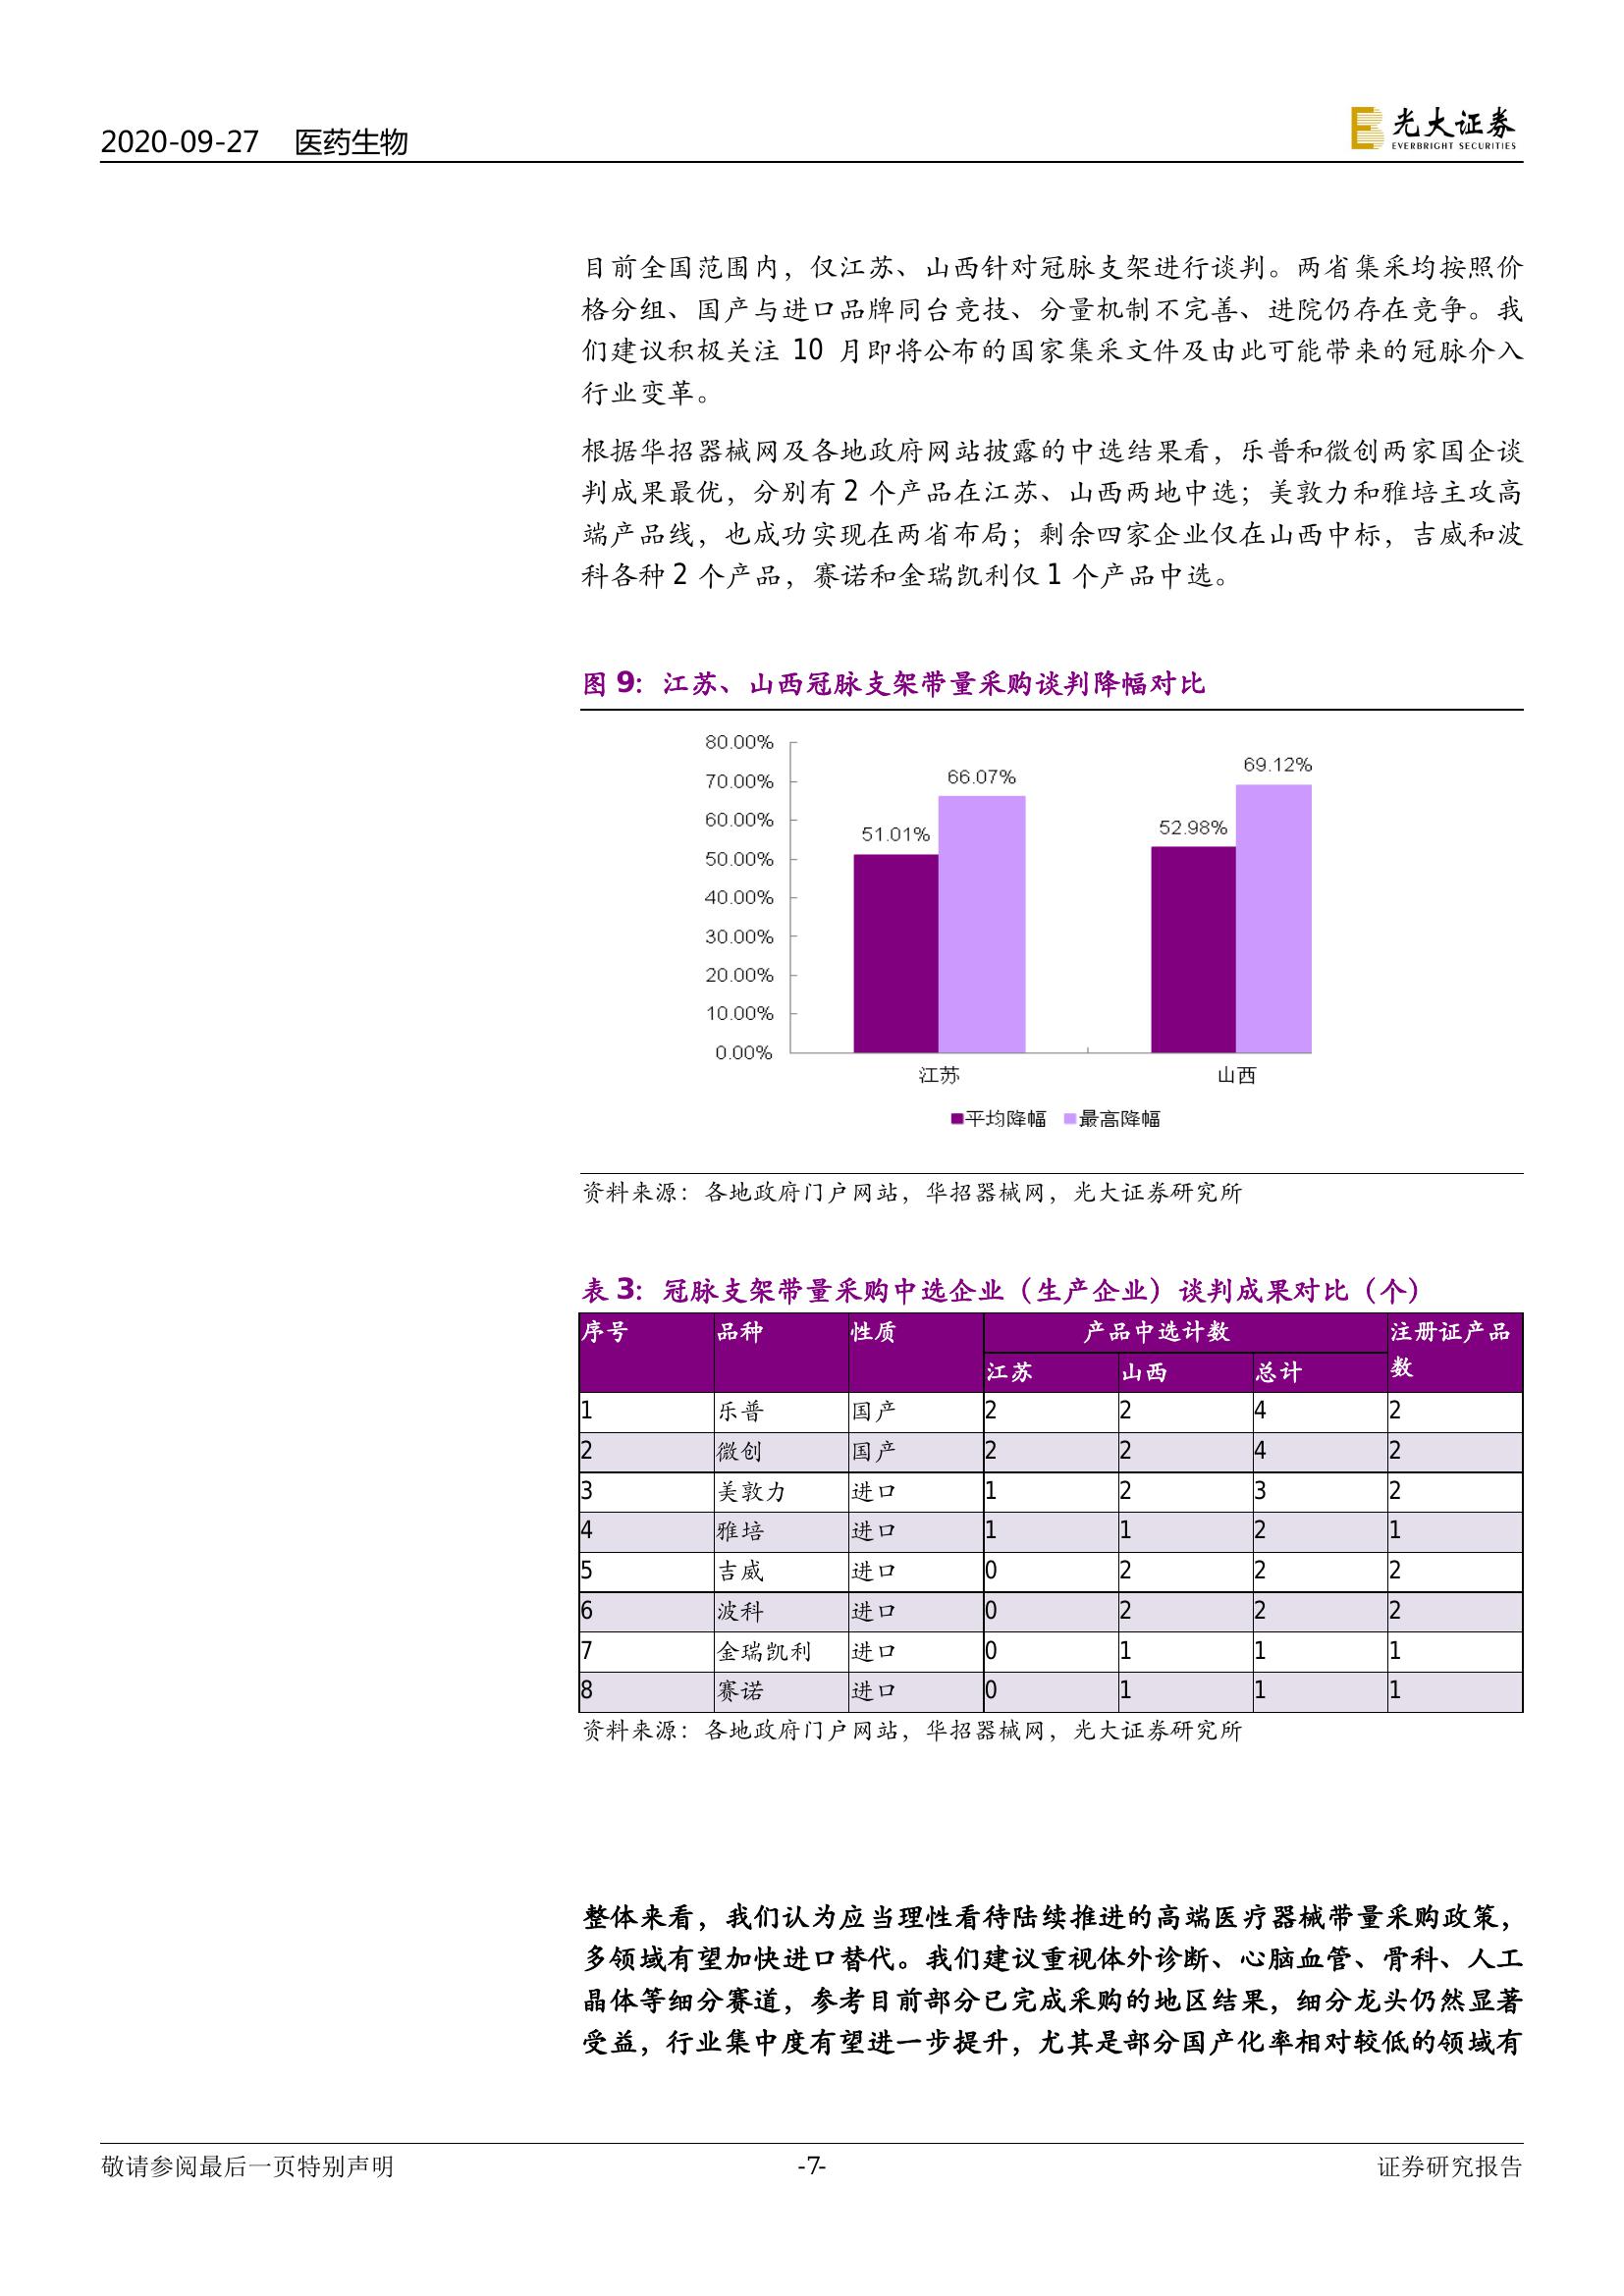 2020-09-27 医药生物
光大证券
EVERBRIGHT SECURITIES
目前全国范围内，仅江苏、山西针对冠脉支架进行谈判。两省集采均按照价
格分组、国产与进口品牌同台竞技、分量机制不完善、进院仍存在竞争。我
们建议积极关注 10 月即将公布的国家集采文件及由此可能带来的冠脉介入
行业变革。
根据华招器械网及各地政府网站披露的中选结果看，乐普和微创两家国企谈
判成果最优，分别有 2 个产品在江苏、山西两地中选；美敦力和雅培主攻高
端产品线，也成功实现在两省布局；剩余四家企业仅在山西中标，吉威和波
科各种 2 个产品，赛诺和金瑞凯利仅 1 个产品中选。
图 9：江苏、山西冠脉支架带量采购谈判降幅对比
80.00%
70.00%
60.00%
50.00%
40.00%
30.00%
20.00%
10.00%
0.00%
51.01%
66.07%
52.98%
69.12%
江苏 山西
平均降幅 最高降幅
资料来源：各地政府门户网站，华招器械网，光大证券研究所
表 3：冠脉支架带量采购中选企业（生产企业）谈判成果对比（个）
序号 品种 性质 产品中选计数 注册证产品
数
江苏 山西 总计
1 乐普 国产 2 2 4 2
2 微创 国产 2 2 4 2
3 美敦力 进口 1 2 3 2
4 雅培 进口 1 1 2 1
5 吉威 进口 0 2 2 2
6 波科 进口 0 2 2 2
7 金瑞凯利 进口 0 1 1 1
8 赛诺 进口 0 1 1 1
资料来源：各地政府门户网站，华招器械网，光大证券研究所
整体来看，我们认为应当理性看待陆续推进的高端医疗器械带量采购政策，
多领域有望加快进口替代。我们建议重视体外诊断、心脑血管、骨科、人工
晶体等细分赛道，参考目前部分已完成采购的地区结果，细分龙头仍然显著
受益，行业集中度有望进一步提升，尤其是部分国产化率相对较低的领域有
敬请参阅最后一页特别声明 -7- 证券研究报告